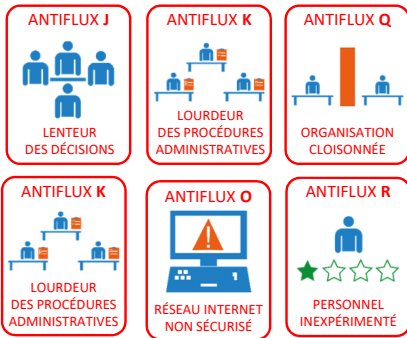 ANTIFLUX J
LENTEUR
DES DÉCISIONS
ANTIFLUX K
LOURDEUR
DES PROCÉDURES
ADMINISTRATIVES
ANTIFLUX Q
ORGANISATION
CLOISONNÉE
ANTIFLUX K
LOURDEUR
DES PROCÉDURES
ADMINISTRATIVES
ANTIFLUX O
RÉSEAU INTERNET
NON SÉCURISÉ
ANTIFLUX R
PERSONNEL
INEXPÉRIMENTÉ